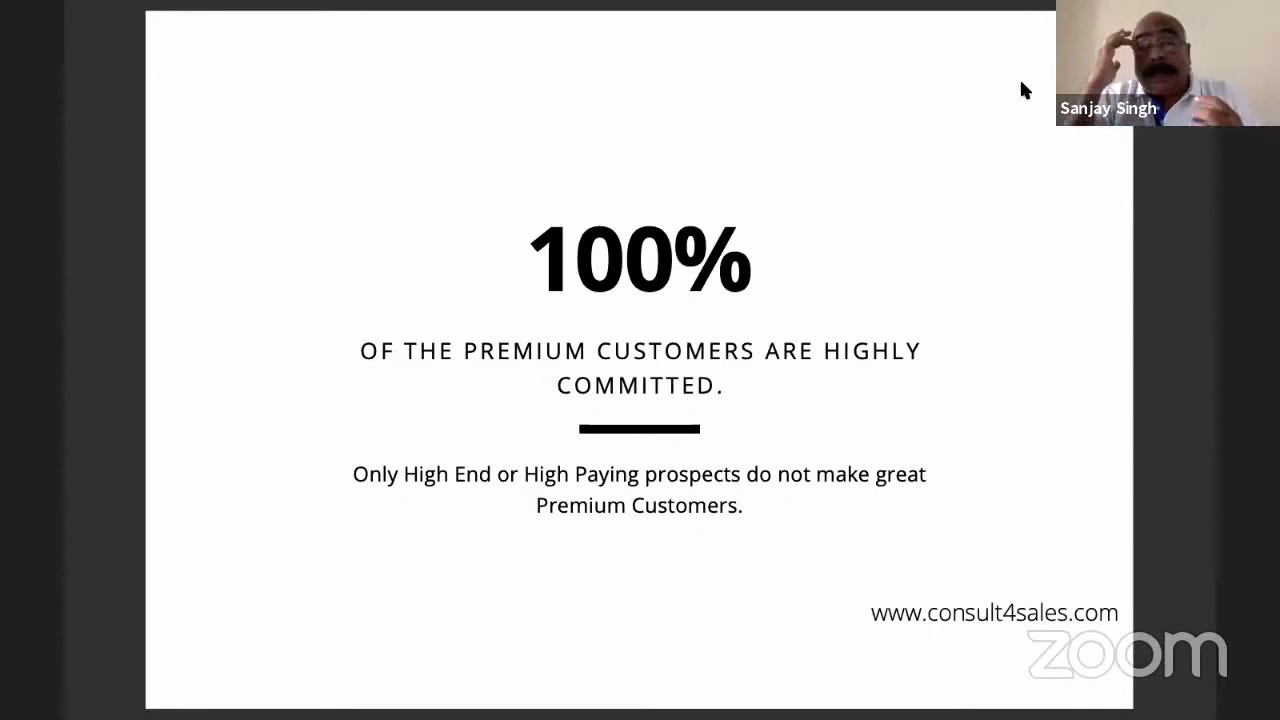 Sanjay Singh
100%
OF THE PREMIUM CUSTOMERS ARE HIGHLY
COMMITTED.
Only High End or High Paying prospects do not make great
Premium Customers.
www.consult4sales.com
zoom